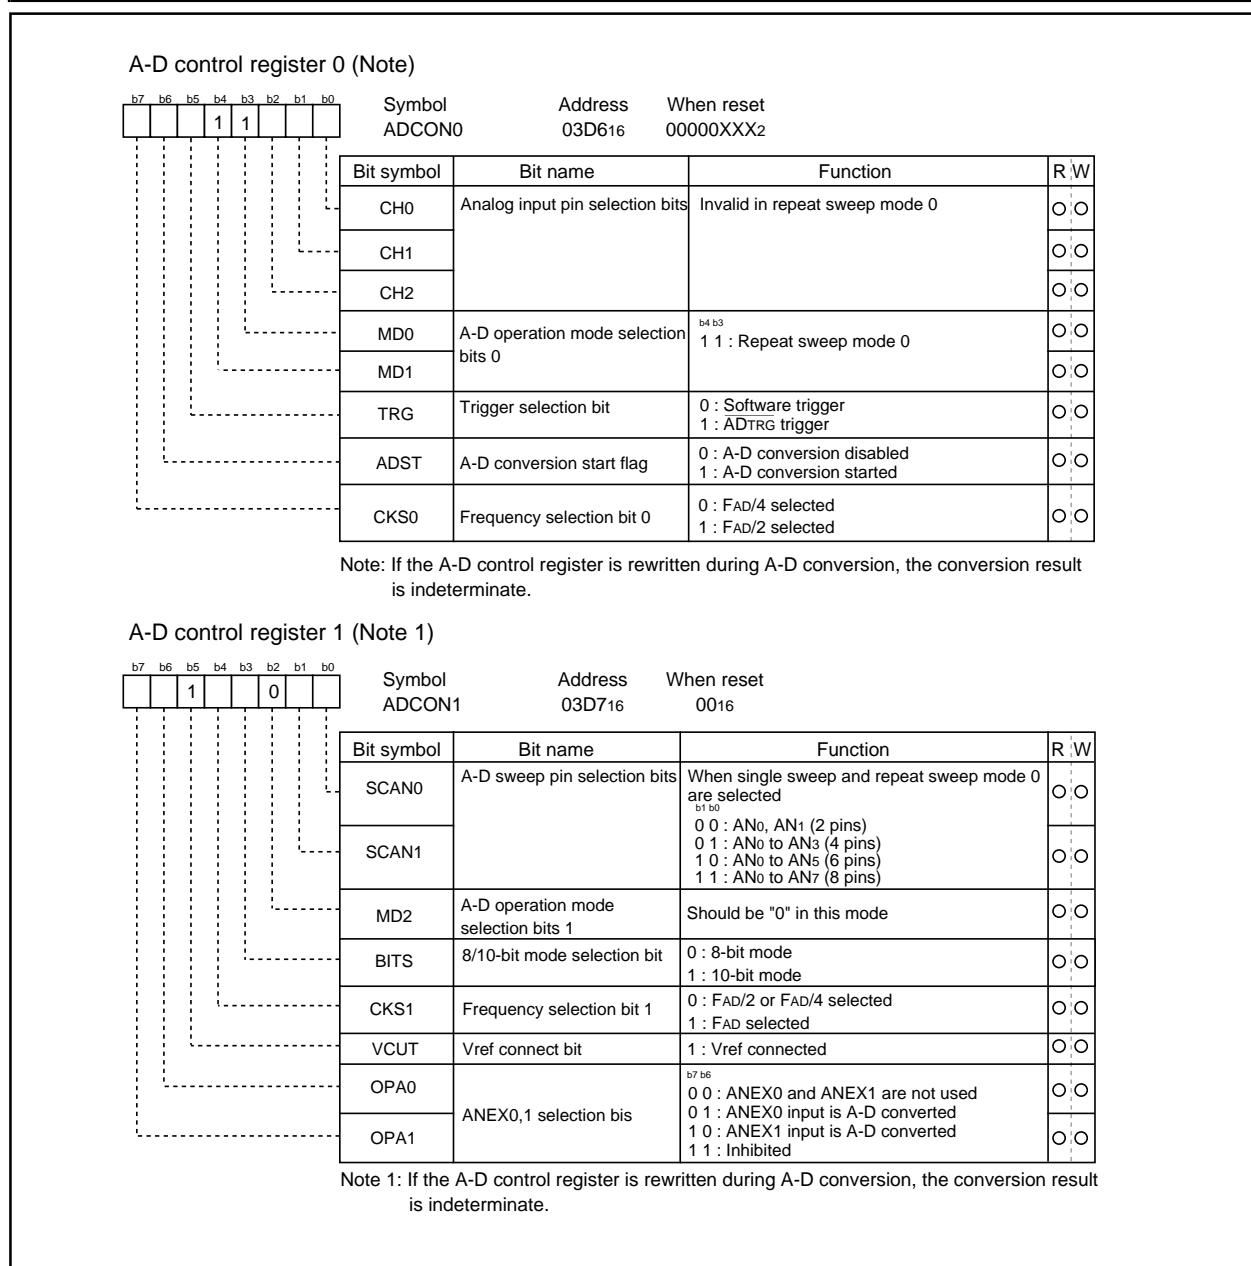 A-D control register 0 (Note)
b7 b6 b5 b4 b3 b2 b1 b0
1 1
Symbol Address When reset
ADCON0 03D616 00000XXX2
Bit symbol Bit name Function R W
CH0 Analog input pin selection bits Invalid in repeat sweep mode 0
CH1
CH2
MD0 A-D operation mode selection bits 0
b4 b3
1 1 : Repeat sweep mode 0
MD1
TRG Trigger selection bit 0 : Software trigger
1 : ADTRG trigger
ADST A-D conversion start flag 0 : A-D conversion disabled
1 : A-D conversion started
CKS0 Frequency selection bit 0 0 : FAD/4 selected
1 : FAD/2 selected
Note: If the A-D control register is rewritten during A-D conversion, the conversion result
is indeterminate.
A-D control register 1 (Note 1)
b7 b6 b5 b4 b3 b2 b1 b0
1 0
Symbol Address When reset
ADCON1 03D716 0016
Bit symbol Bit name Function R W
SCAN0 A-D sweep pin selection bits When single sweep and repeat sweep mode 0
are selected
b1 b0
0 0 : AN0, AN1 (2 pins)
0 1 : AN0 to AN3 (4 pins)
1 0 : AN0 to AN5 (6 pins)
1 1 : AN0 to AN7 (8 pins)
SCAN1
MD2 A-D operation mode
selection bits 1
Should be "0" in this mode
BITS 8/10-bit mode selection bit 0 : 8-bit mode
1 : 10-bit mode
CKS1 Frequency selection bit 1 0 : FAD/2 or FAD/4 selected
1 : FAD selected
VCUT Vref connect bit 1 : Vref connected
OPA0
OPA1
ANEX0,1 selection bis
b7 b6
0 0 : ANEX0 and ANEX1 are not used
0 1 : ANEX0 input is A-D converted
1 0 : ANEX1 input is A-D converted
1 1 : Inhibited
Note 1: If the A-D control register is rewritten during A-D conversion, the conversion result
is indeterminate.